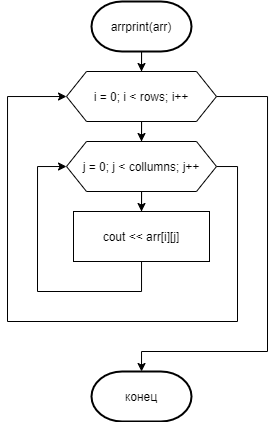 arrprint(arr)
i = 0; i < rows; i++
j = 0; j < collumns; j++
cout << arr[i][j]
конец